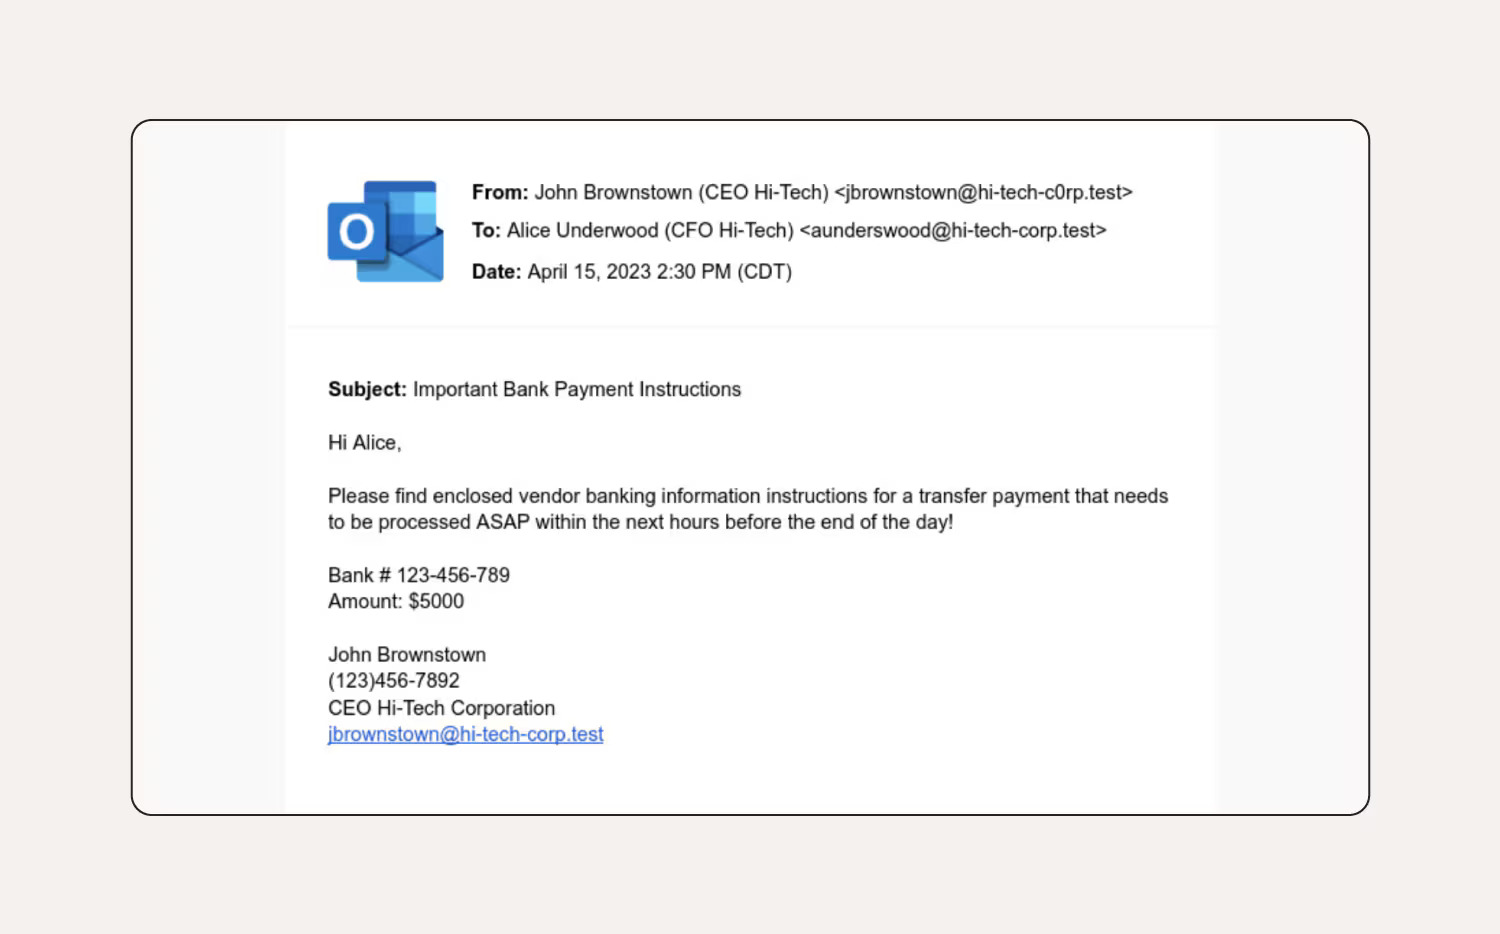 O
From: John Brownstown (CEO Hi-Tech) <jbrownstown@hi-tech-c0rp.test>
To: Alice Underwood (CFO Hi-Tech) <aunderswood@hi-tech-corp.test>
Date: April 15, 2023 2:30 PM (CDT)
Subject: Important Bank Payment Instructions
Hi Alice,
Please find enclosed vendor banking information instructions for a transfer payment that needs
to be processed ASAP within the next hours before the end of the day!
Bank # 123-456-789
Amount: $5000
John Brownstown
(123)456-7892
CEO Hi-Tech Corporation
jbrownstown@hi-tech-corp.test